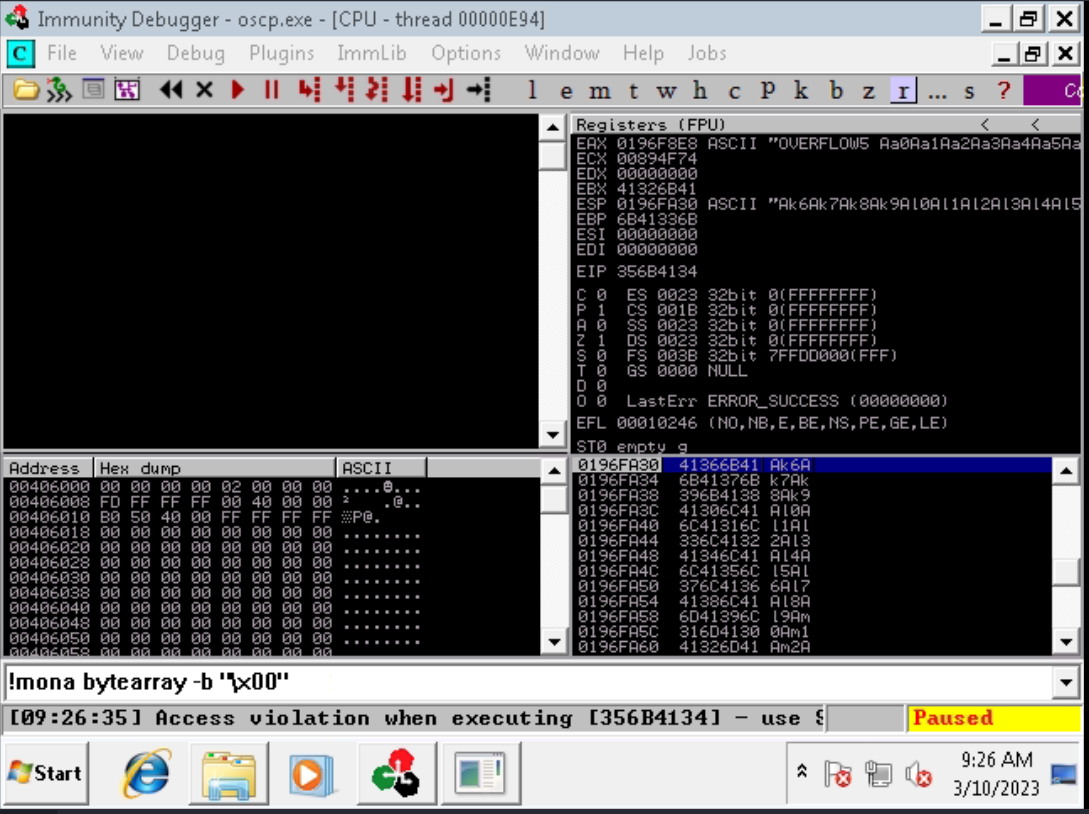 Immunity Debugger - oscp.exe - [CPU - thread 00000E94]
C File View Debug Plugins ImmLib Options Window Help Jobs
l e m t w h c P k b z r ... s ? Co
Registers (FPU) < <
EAX 0196F8E8 ASCII "OVERFLOW5 Aa0Aa1Aa2Aa3Aa4Aa5Aa
ECX 00894F74
EDX 00000000
EBX 41326B41
ESP 0196FA30 ASCII "Ak6Ak7Ak8Ak9Al0Al1Al2Al3Al4Al5
EBP 6B41336B
ESI 00000000
EDI 00000000
EIP 356B4134
C 0 ES 0023 32bit 0(FFFFFFFF)
P 1 CS 001B 32bit 0(FFFFFFFF)
A 0 SS 0023 32bit 0(FFFFFFFF)
Z 1 DS 0023 32bit 0(FFFFFFFF)
S 0 FS 003B 32bit 7FFDD000(FFF)
T 0 GS 0000 NULL
D 0
O 0 LastErr ERROR_SUCCESS (00000000)
EFL 00010246 (NO,NB,E,BE,NS,PE,GE,LE)
ST0 empty g
Address Hex dump ASCII
00406000 00 00 00 00 02 00 00 00 ....☻...
00406008 FD FF FF FF 00 40 00 00 ² .@..
00406010 B0 50 40 00 FF FF FF FF ░P@.
00406018 00 00 00 00 00 00 00 00 ........
00406020 00 00 00 00 00 00 00 00 ........
00406028 00 00 00 00 00 00 00 00 ........
00406030 00 00 00 00 00 00 00 00 ........
00406038 00 00 00 00 00 00 00 00 ........
00406040 00 00 00 00 00 00 00 00 ........
00406048 00 00 00 00 00 00 00 00 ........
00406050 00 00 00 00 00 00 00 00 ........
00406058 00 00 00 00 00 00 00 00
0196FA30 41366B41 Ak6A
0196FA34 6B41376B k7Ak
0196FA38 396B4138 8Ak9
0196FA3C 41306C41 Al0A
0196FA40 6C41316C l1Al
0196FA44 336C4132 2Al3
0196FA48 41346C41 Al4A
0196FA4C 6C41356C l5Al
0196FA50 376C4136 6Al7
0196FA54 41386C41 Al8A
0196FA58 6D41396C l9Am
0196FA5C 316D4130 0Am1
0196FA60 41326D41 Am2A
!mona bytearray -b "\x00"
[09:26:35] Access violation when executing [356B4134] - use S
Paused
Start
9:26 AM
3/10/2023